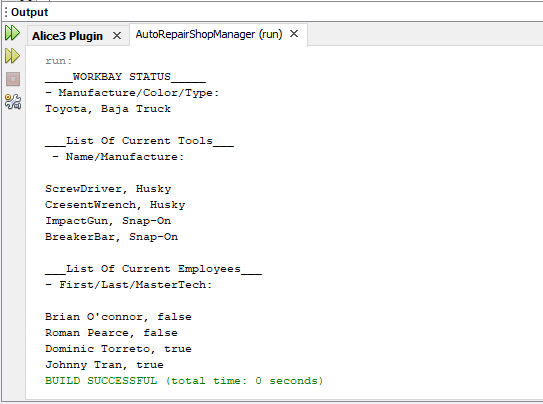 Output
Alice3 Plugin
AutoRepairShopManager (run)
run:
____WORKBAY STATUS_____
- Manufacture/Color/Type:
Toyota, Baja Truck
___List Of Current Tools___
- Name/Manufacture:
ScrewDriver, Husky
CresentWrench, Husky
ImpactGun, Snap-On
BreakerBar, Snap-On
___List Of Current Employees___
- First/Last/MasterTech:
Brian O'connor, false
Roman Pearce, false
Dominic Torreto, true
Johnny Tran, true
BUILD SUCCESSFUL (total time: 0 seconds)